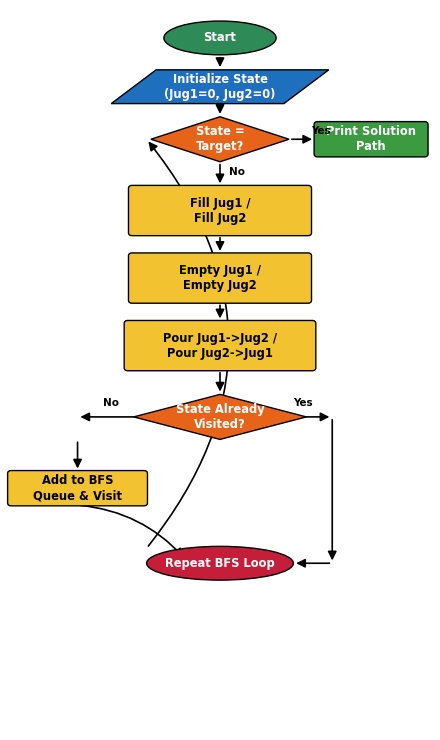 Start
Initialize State
(Jug1=0, Jug2=0)
State =
Target?
Yes
Print Solution
Path
No
Fill Jug1 /
Fill Jug2
Empty Jug1 /
Empty Jug2
Pour Jug1->Jug2 /
Pour Jug2->Jug1
No
State Already
Visited?
Yes
Add to BFS
Queue & Visit
Repeat BFS Loop